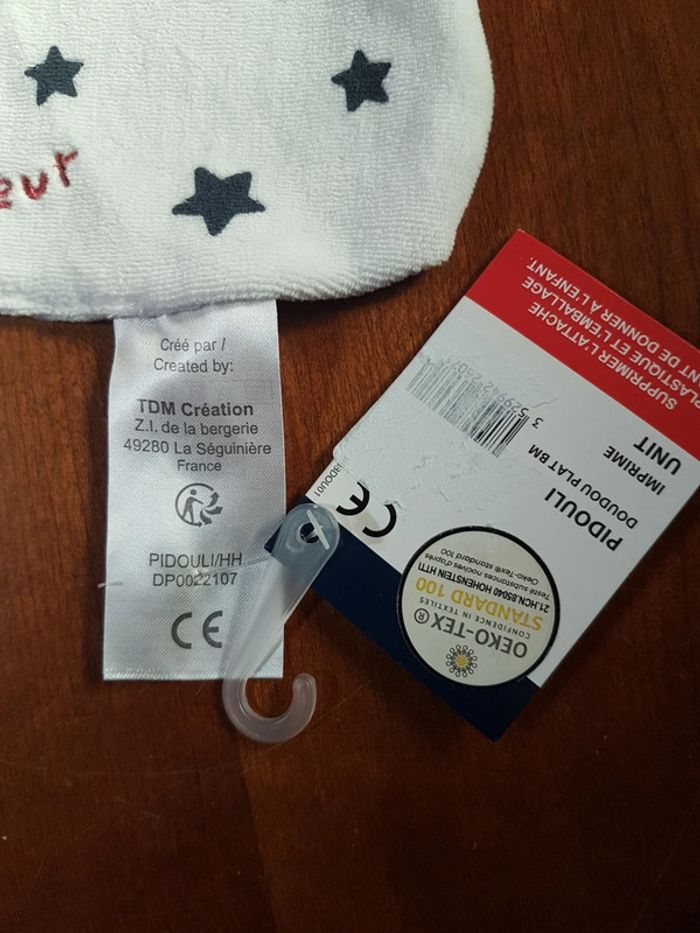 eur
Créé par /
Created by:
TDM Création
Z.I. de la bergerie
49280 La Séguinière
France
PIDOULI/HH
DP0022107
CE
SUPPRIMER L'ATTACHE
PLASTIQUE ET L'EMBALLAGE
DE DONNER À L'ENFANT.
UNIT
IMPRIME
DOUDOU PLAT BM
PIDOULI
CE
OEKO-TEX®
CONFIDENCE IN TEXTILES
STANDARD 100
21.HCN.85040 HOHENSTEIN HTTI
Testé substances nocives d'après
Oeko-Tex® standard 100